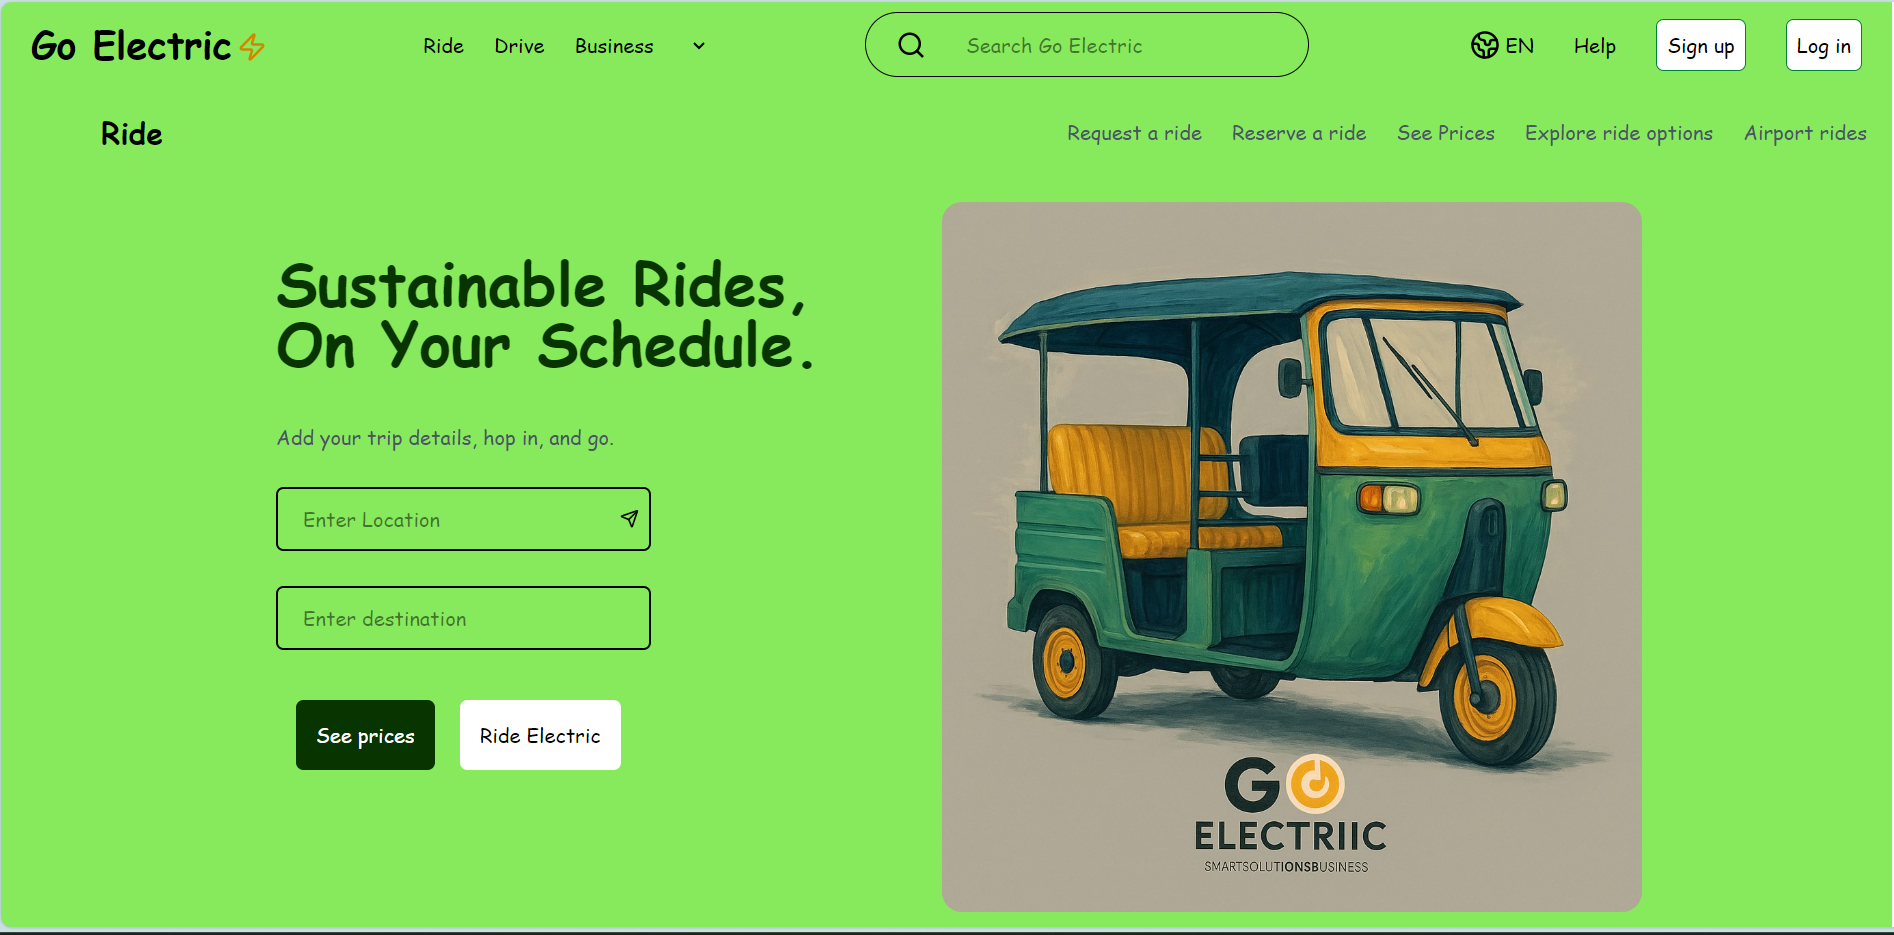 Go Electric
Ride Drive Business
Search Go Electric
EN Help Sign up Log in
Ride
Request a ride Reserve a ride See Prices Explore ride options Airport rides
Sustainable Rides,
On Your Schedule.
Add your trip details, hop in, and go.
Enter Location
Enter destination
See prices Ride Electric
GO
ELECTRIIC
SMARTSOLUTIONSBUSINESS